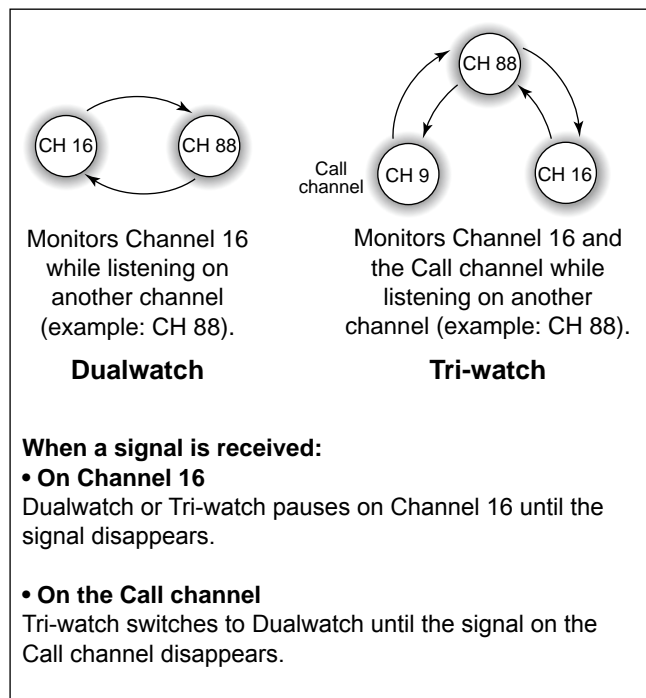 CH 16
CH 88
Monitors Channel 16
while listening on
another channel
(example: CH 88).
Dualwatch
CH 88
Call
channel
CH 9
CH 16
Monitors Channel 16 and
the Call channel while
listening on another
channel (example: CH 88).
Tri-watch
When a signal is received:
• On Channel 16
Dualwatch or Tri-watch pauses on Channel 16 until the
signal disappears.
• On the Call channel
Tri-watch switches to Dualwatch until the signal on the
Call channel disappears.